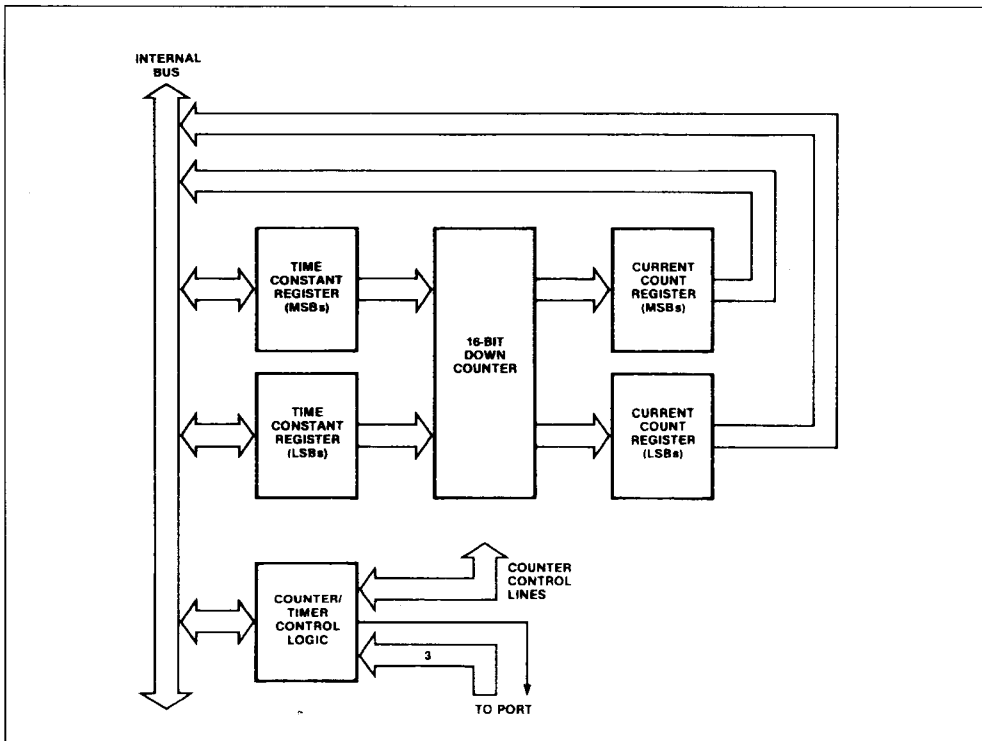 INTERNAL
BUS
TIME
CONSTANT
REGISTER
(MSBs)
16-BIT
DOWN
COUNTER
CURRENT
COUNT
REGISTER
(MSBs)
TIME
CONSTANT
REGISTER
(LSBs)
CURRENT
COUNT
REGISTER
(LSBs)
COUNTER/
TIMER
CONTROL
LOGIC
COUNTER
CONTROL
LINES
3
TO PORT